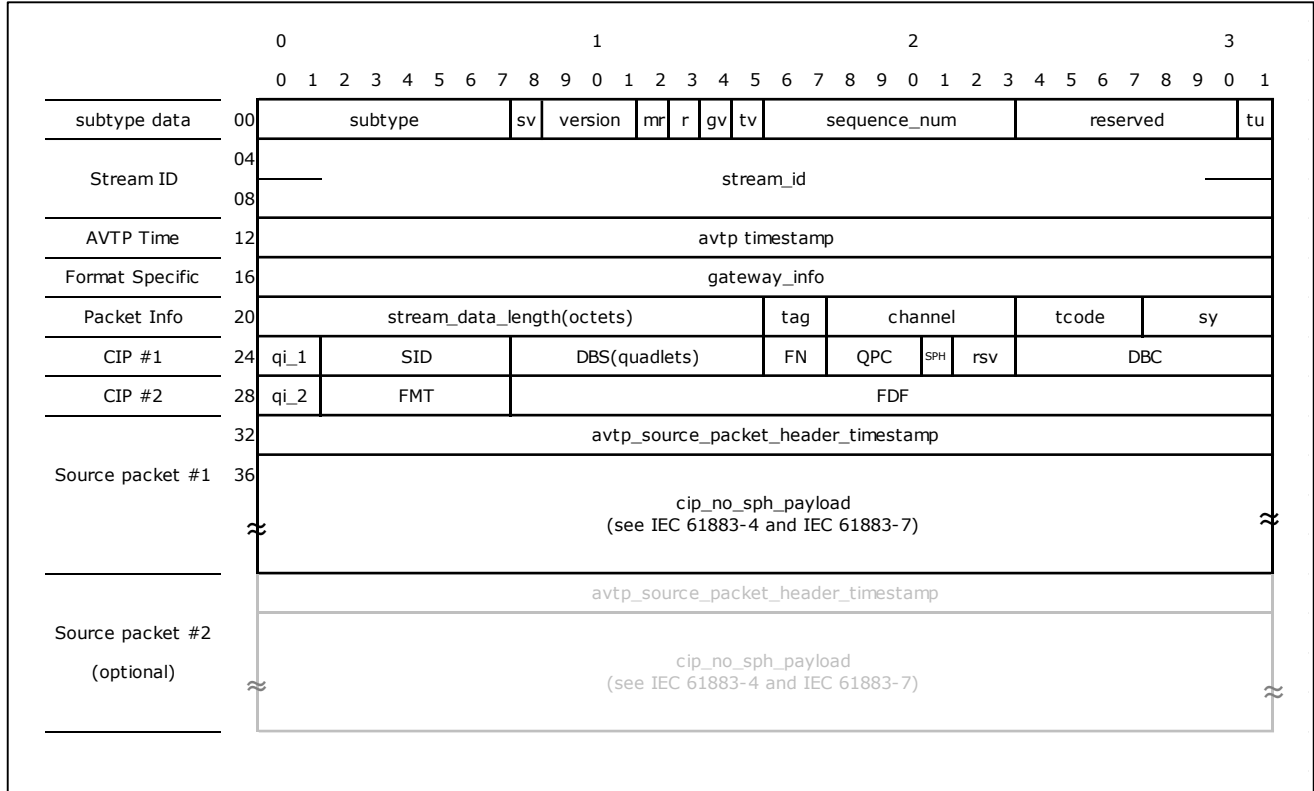 0 1 2 3
0 1 2 3 4 5 6 7 8 9 0 1 2 3 4 5 6 7 8 9 0 1 2 3 4 5 6 7 8 9 0 1
subtype data 00 subtype sv version mr r gv tv sequence_num reserved tu
04
Stream ID stream_id
08
AVTP Time 12 avtp timestamp
Format Specific 16 gateway_info
Packet Info 20 stream_data_length(octets) tag channel tcode sy
CIP #1 24 qi_1 SID DBS(quadlets) FN QPC SPH rsv DBC
CIP #2 28 qi_2 FMT FDF
32 avtp_source_packet_header_timestamp
Source packet #1 36
cip_no_sph_payload
(see IEC 61883-4 and IEC 61883-7)
avtp_source_packet_header_timestamp
Source packet #2
(optional)
cip_no_sph_payload
(see IEC 61883-4 and IEC 61883-7)